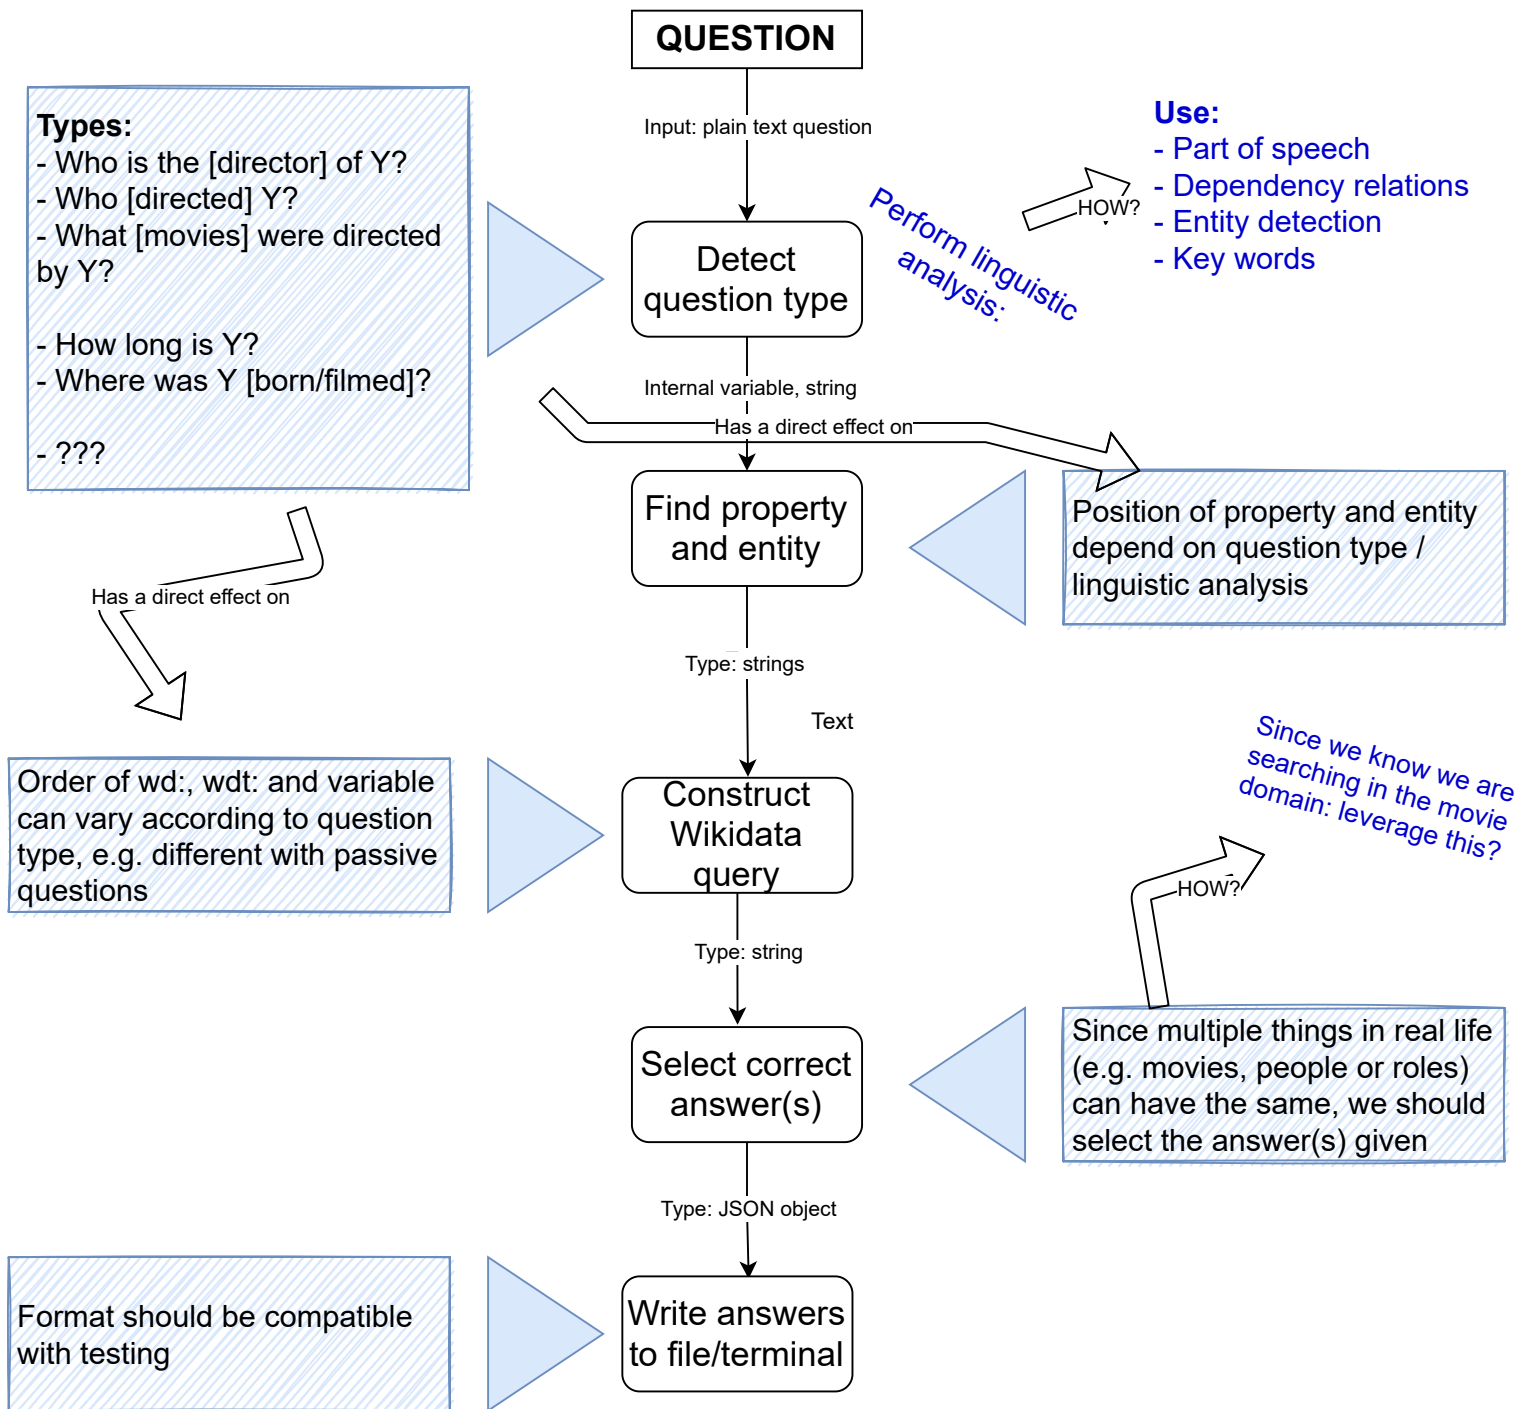 QUESTION
Input: plain text question
Types:
- Who is the [director] of Y?
- Who [directed] Y?
- What [movies] were directed
by Y?
- How long is Y?
- Where was Y [born/filmed]?
- ???
Detect
question type
Perform linguistic
analysis:
HOW?
Use:
- Part of speech
- Dependency relations
- Entity detection
- Key words
Internal variable, string
Has a direct effect on
Find property
and entity
Position of property and entity
depend on question type /
linguistic analysis
Has a direct effect on
Type: strings
Text
Order of wd:, wdt: and variable
can vary according to question
type, e.g. different with passive
questions
Construct
Wikidata
query
Since we know we are
searching in the movie
domain: leverage this?
HOW?
Type: string
Select correct
answer(s)
Since multiple things in real life
(e.g. movies, people or roles)
can have the same, we should
select the answer(s) given
Type: JSON object
Format should be compatible
with testing
Write answers
to file/terminal